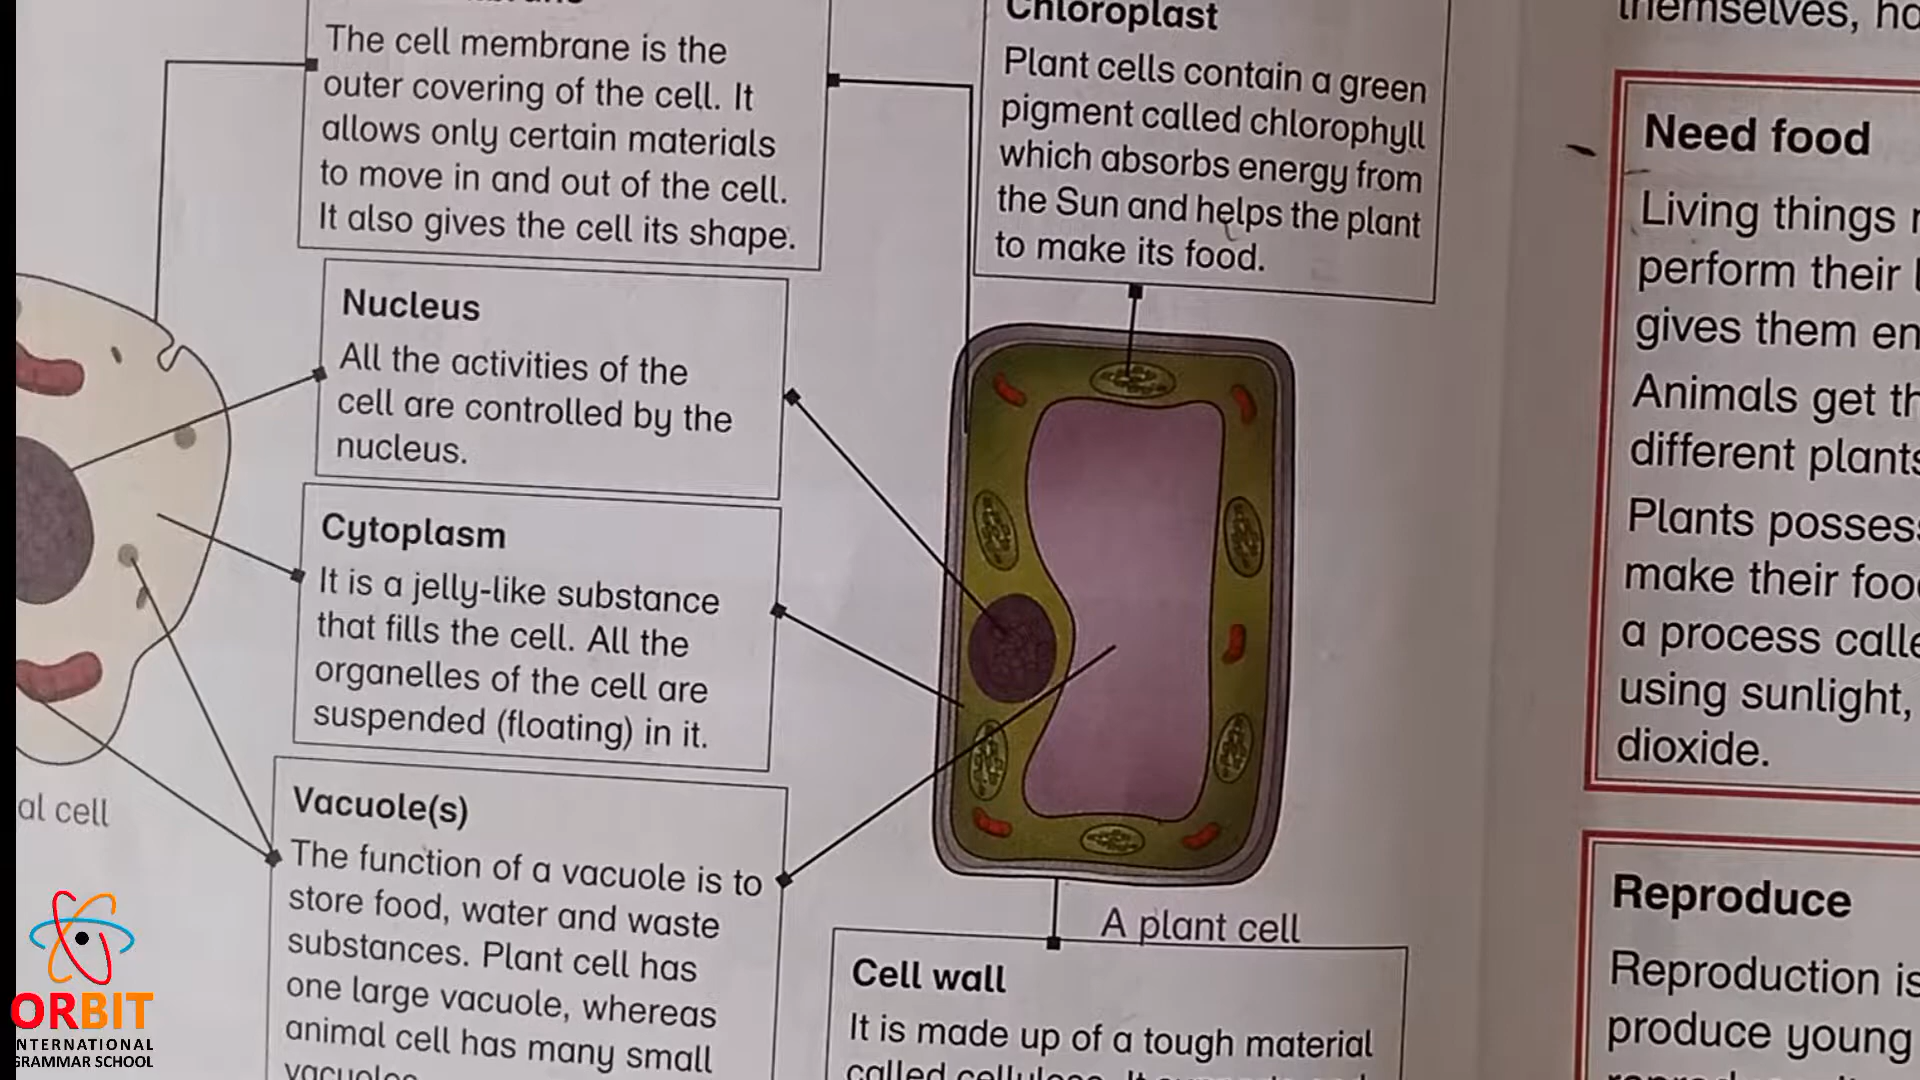 The cell membrane is the
outer covering of the cell. It
allows only certain materials
to move in and out of the cell.
It also gives the cell its shape.
Nucleus
All the activities of the
cell are controlled by the
nucleus.
Cytoplasm
It is a jelly-like substance
that fills the cell. All the
organelles of the cell are
suspended (floating) in it.
al cell
Vacuole(s)
The function of a vacuole is to
store food, water and waste
substances. Plant cell has
one large vacuole, whereas
animal cell has many small
vacuoles
Chloroplast
Plant cells contain a green
pigment called chlorophyll
which absorbs energy from
the Sun and helps the plant
to make its food.
A plant cell
Cell wall
It is made up of a tough material
called cellulose. It
themselves,
Need food
Living things
perform their
gives them
Animals get
different plants
Plants possess
make their food
a process
using sunlight,
dioxide.
Reproduce
Reproduction is
produce young
ORBIT
INTERNATIONAL
GRAMMAR SCHOOL